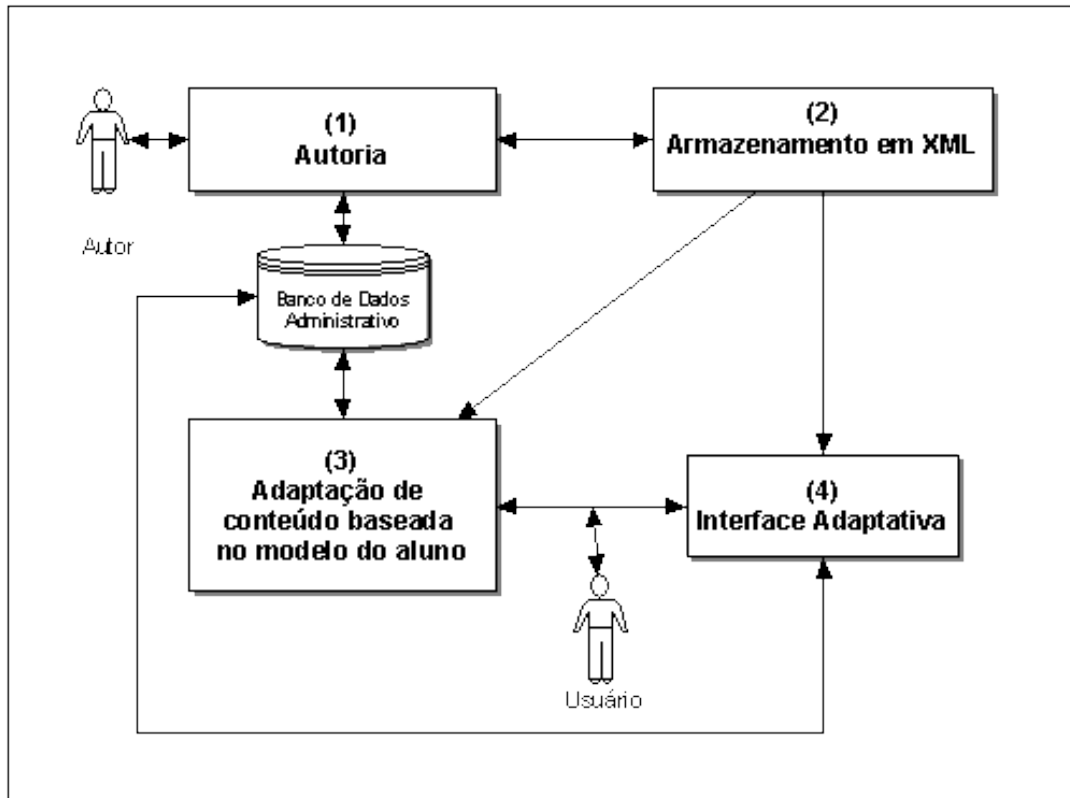 (1)
Autoria
(2)
Armazenamento em XML
Autor
Banco de Dados
Administrativo
(3)
Adaptação de
conteúdo baseada
no modelo do aluno
(4)
Interface Adaptativa
Usuário